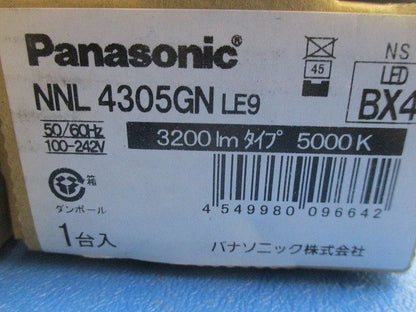 Panasonic®
NS
45
LED
NNL 4305GN LE9
BX4
50/60Hz
100-242V
3200 lm タイプ 5000K
箱
ダンボール
4 549980 096642
1台入
パナソニック株式会社